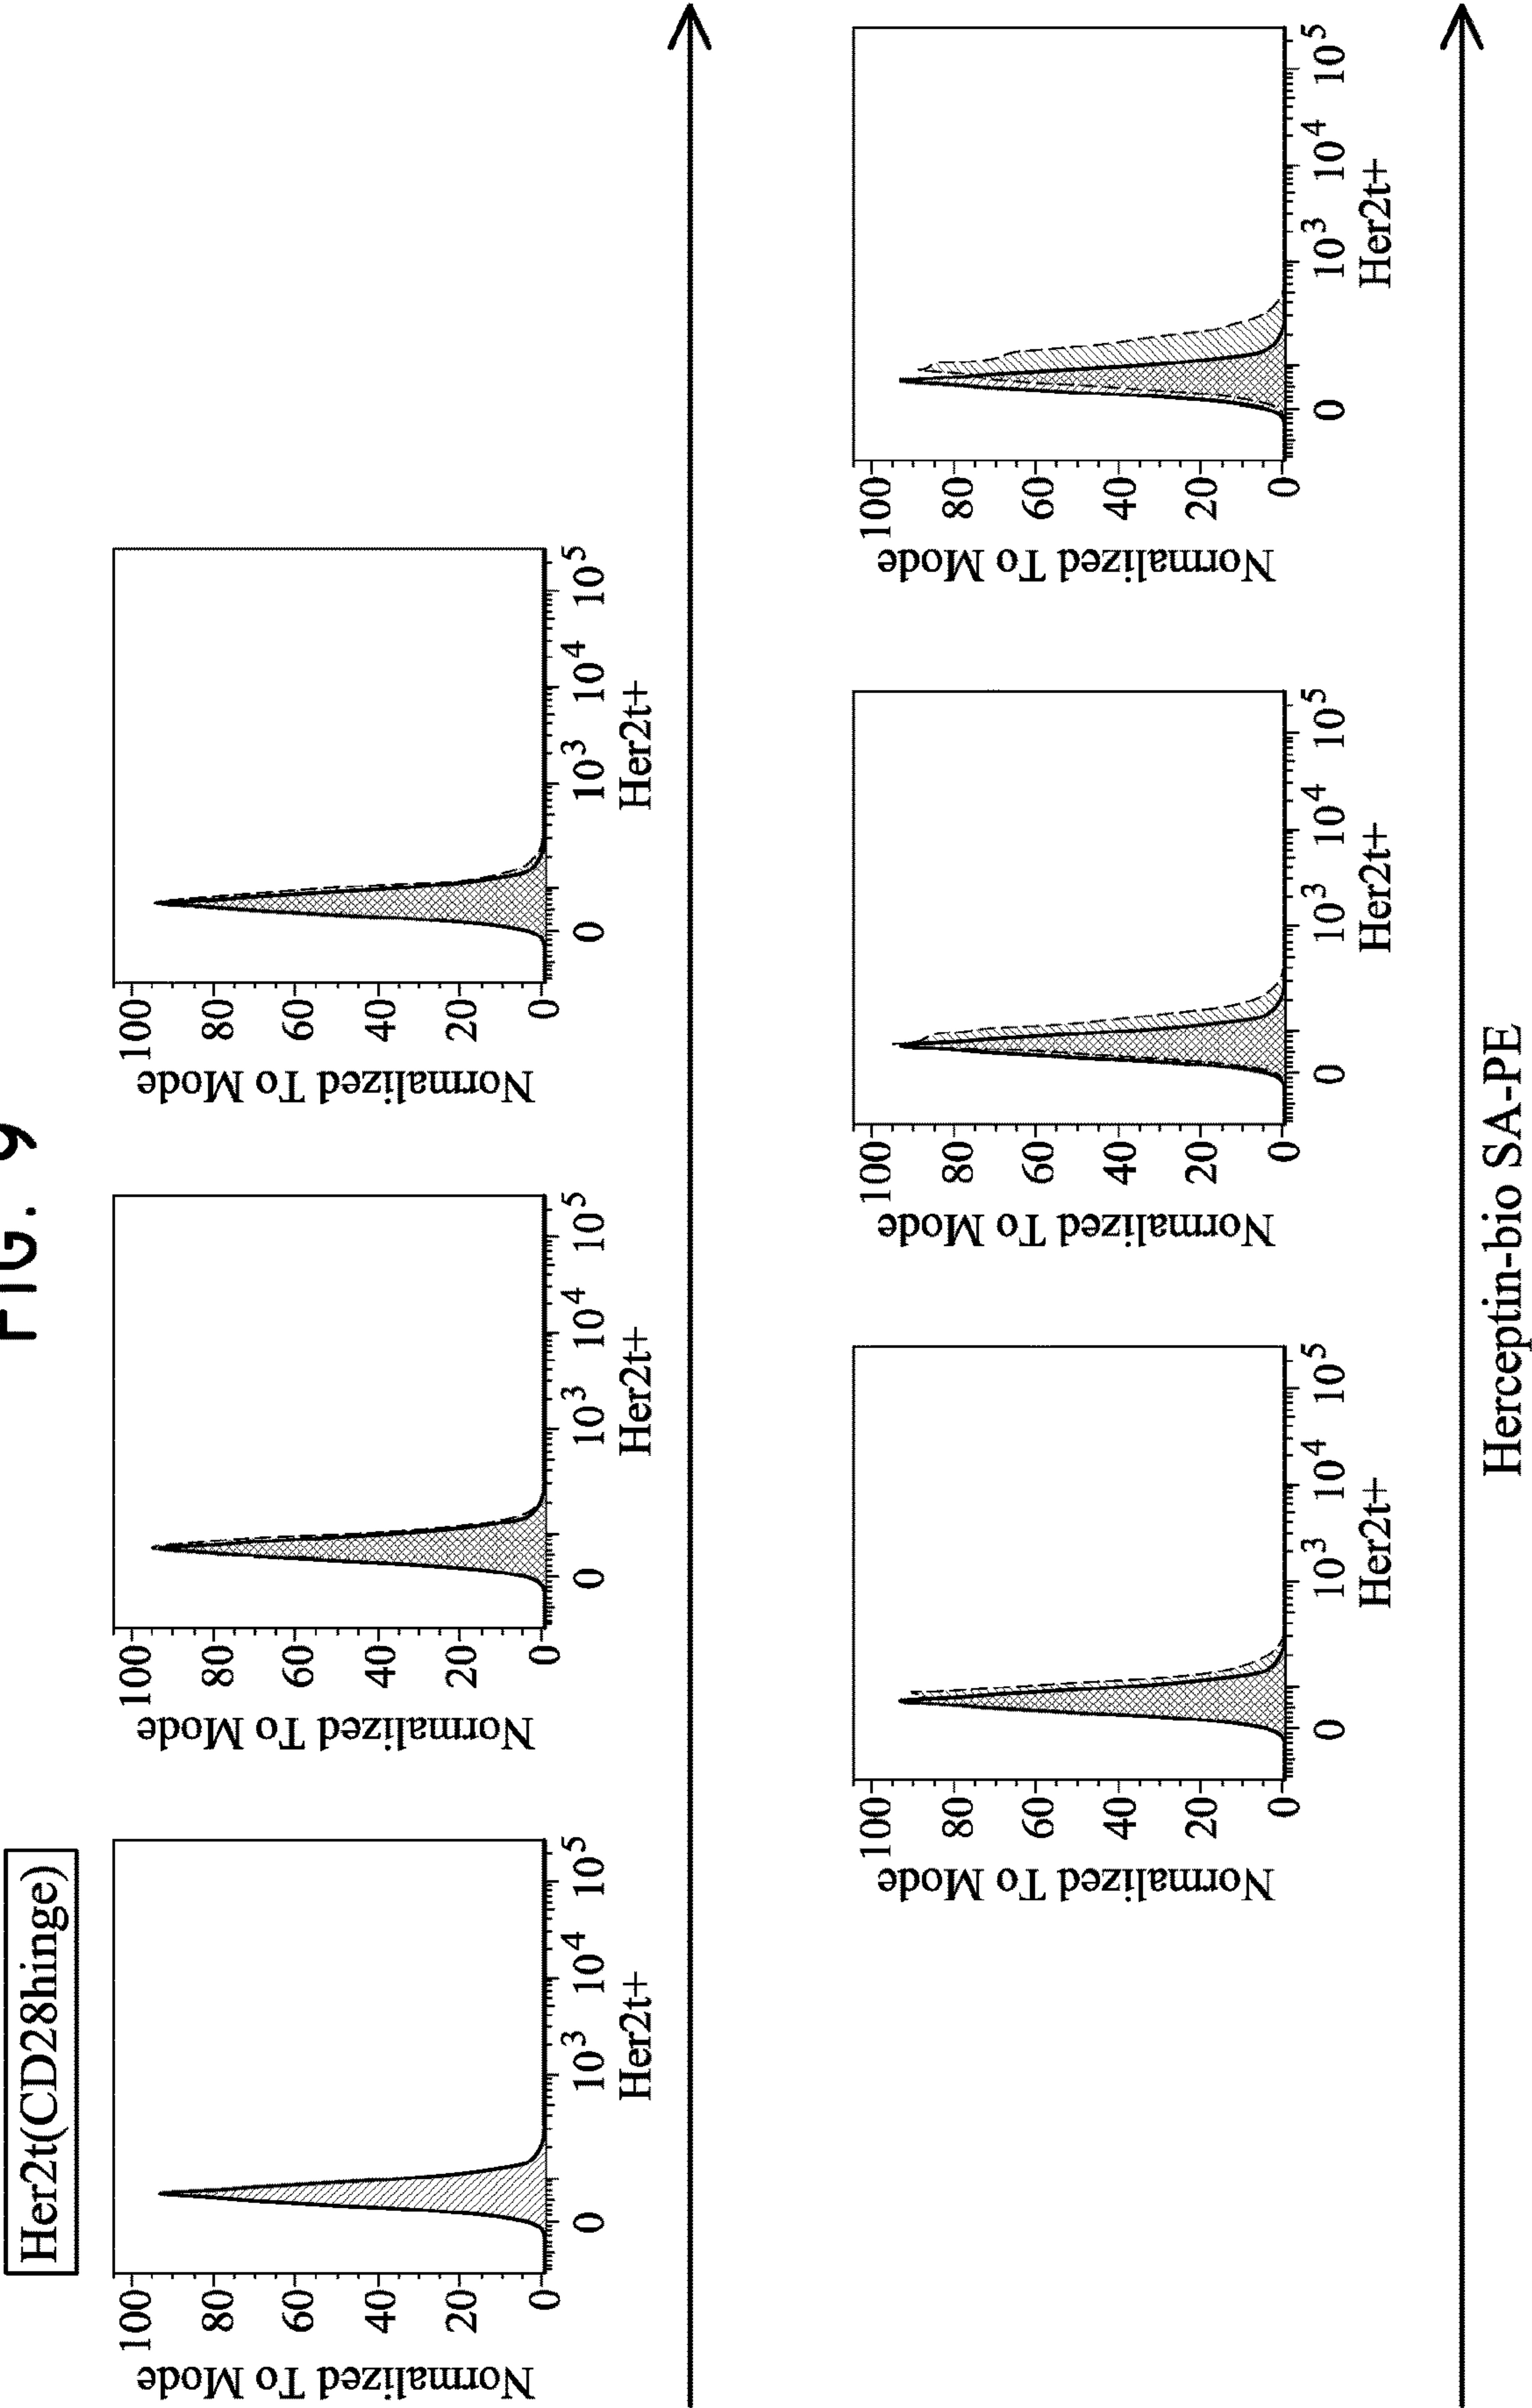 FIG. 9
Her2t(CD28hinge)
Normalized To Mode
100
80
60
40
20
0
0 10³ 10⁴ 10⁵
Her2t+
Normalized To Mode
100
80
60
40
20
0
0 10³ 10⁴ 10⁵
Her2t+
Normalized To Mode
100
80
60
40
20
0
0 10³ 10⁴ 10⁵
Her2t+
Normalized To Mode
100
80
60
40
20
0
0 10³ 10⁴ 10⁵
Her2t+
Normalized To Mode
100
80
60
40
20
0
0 10³ 10⁴ 10⁵
Her2t+
Normalized To Mode
100
80
60
40
20
0
0 10³ 10⁴ 10⁵
Her2t+
Herceptin-bio SA-PE